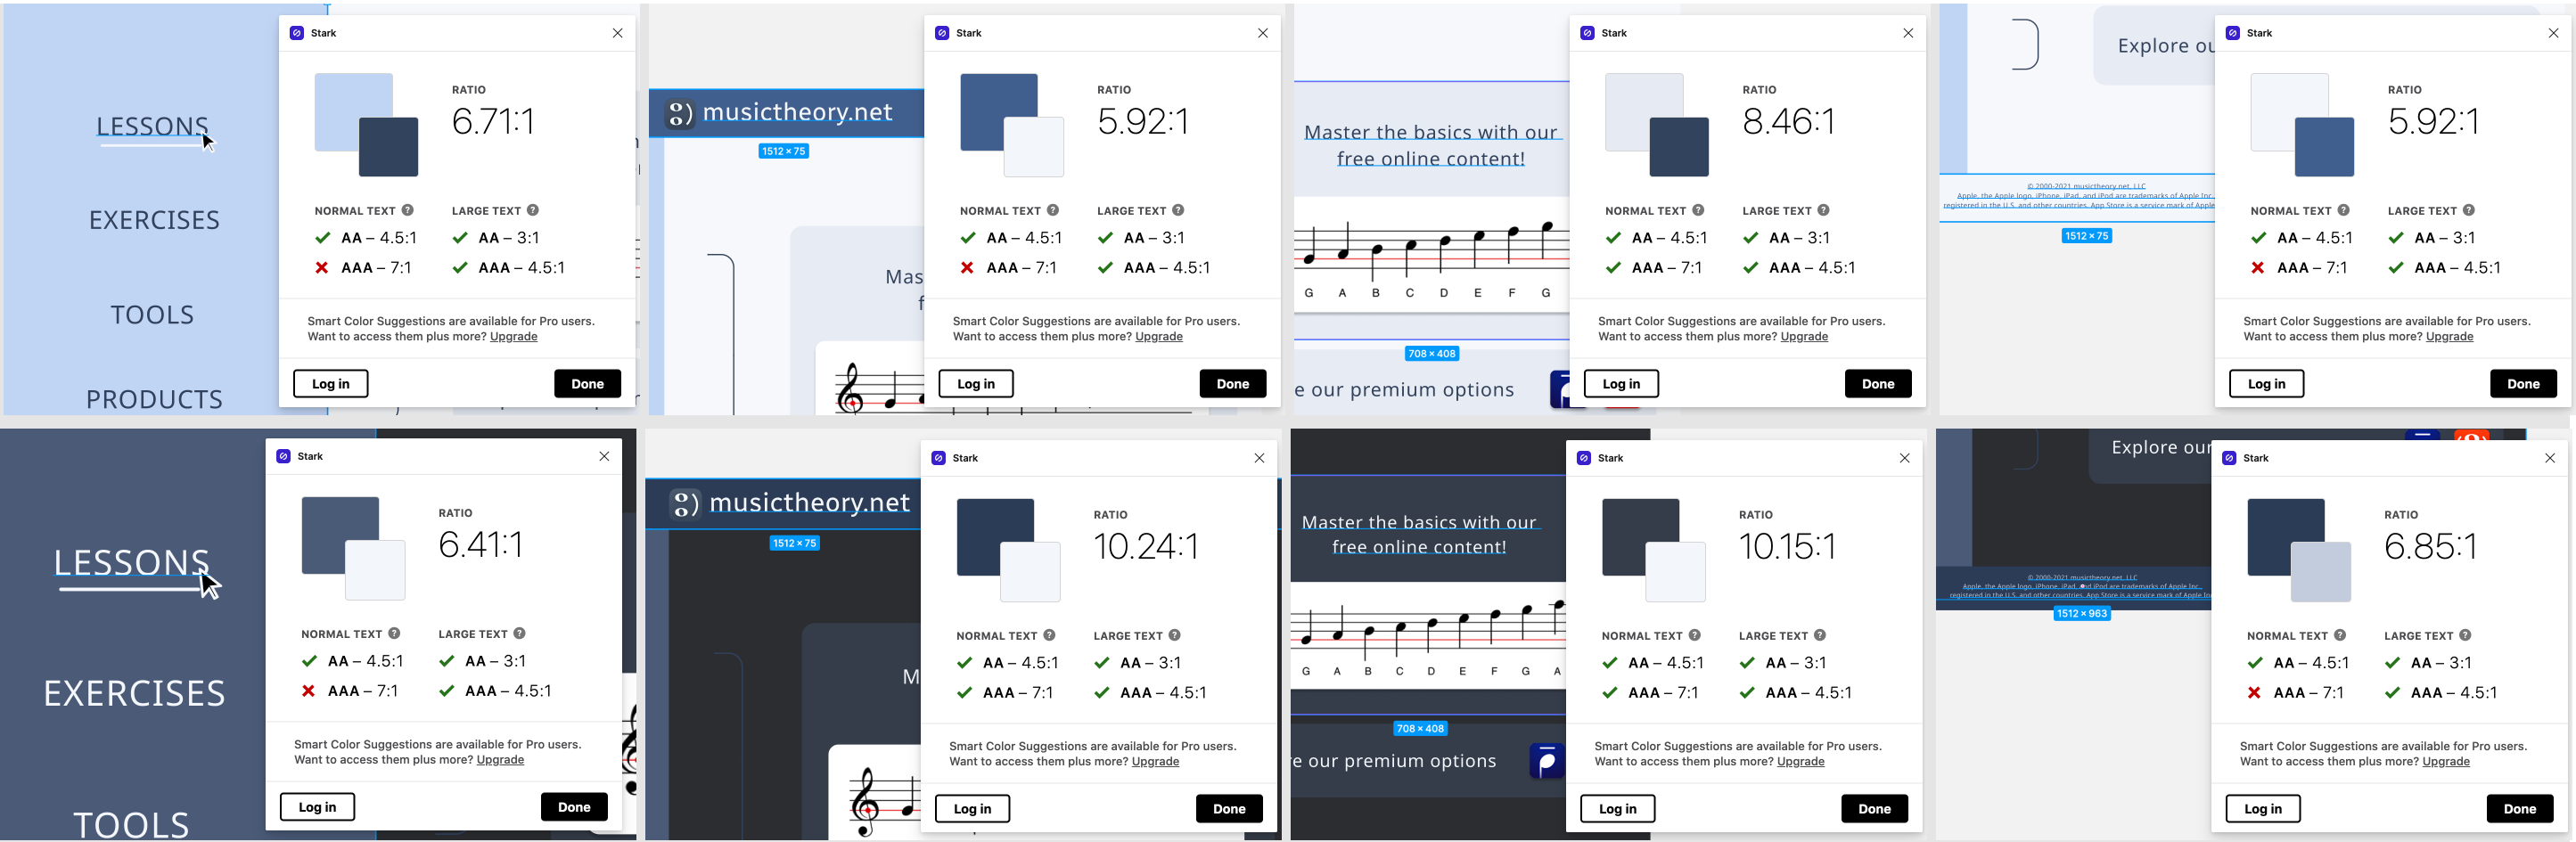 LESSONS
EXERCISES
TOOLS
PRODUCTS
Stark
RATIO
6.71:1
NORMAL TEXT ?
LARGE TEXT ?
AA – 4.5:1
AA – 3:1
AAA – 7:1
AAA – 4.5:1
Smart Color Suggestions are available for Pro users.
Want to access them plus more? Upgrade
Log in
Done
musictheory.net
1512 × 75
Mas
f
Stark
RATIO
5.92:1
NORMAL TEXT ?
LARGE TEXT ?
AA – 4.5:1
AA – 3:1
AAA – 7:1
AAA – 4.5:1
Smart Color Suggestions are available for Pro users.
Want to access them plus more? Upgrade
Log in
Done
Master the basics with our
free online content!
G A B C D E F G
708 × 408
e our premium options
Stark
RATIO
8.46:1
NORMAL TEXT ?
LARGE TEXT ?
AA – 4.5:1
AA – 3:1
AAA – 7:1
AAA – 4.5:1
Smart Color Suggestions are available for Pro users.
Want to access them plus more? Upgrade
Log in
Done
Explore ou
© 2000-2021 musictheory.net, LLC
Apple, the Apple logo, iPhone, iPad, and iPod are trademarks of Apple Inc.,
registered in the U.S. and other countries. App Store is a service mark of Apple
1512 × 75
Stark
RATIO
5.92:1
NORMAL TEXT ?
LARGE TEXT ?
AA – 4.5:1
AA – 3:1
AAA – 7:1
AAA – 4.5:1
Smart Color Suggestions are available for Pro users.
Want to access them plus more? Upgrade
Log in
Done
LESSONS
EXERCISES
TOOLS
Stark
RATIO
6.41:1
NORMAL TEXT ?
LARGE TEXT ?
AA – 4.5:1
AA – 3:1
AAA – 7:1
AAA – 4.5:1
Smart Color Suggestions are available for Pro users.
Want to access them plus more? Upgrade
Log in
Done
musictheory.net
1512 × 75
M
Stark
RATIO
10.24:1
NORMAL TEXT ?
LARGE TEXT ?
AA – 4.5:1
AA – 3:1
AAA – 7:1
AAA – 4.5:1
Smart Color Suggestions are available for Pro users.
Want to access them plus more? Upgrade
Log in
Done
Master the basics with our
free online content!
G A B C D E F G A
708 × 408
e our premium options
Stark
RATIO
10.15:1
NORMAL TEXT ?
LARGE TEXT ?
AA – 4.5:1
AA – 3:1
AAA – 7:1
AAA – 4.5:1
Smart Color Suggestions are available for Pro users.
Want to access them plus more? Upgrade
Log in
Done
Explore our
© 2000-2021 musictheory.net, LLC
Apple, the Apple logo, iPhone, iPad, and iPod are trademarks of Apple Inc.,
registered in the U.S. and other countries. App Store is a service mark of Apple In
1512 × 963
Stark
RATIO
6.85:1
NORMAL TEXT ?
LARGE TEXT ?
AA – 4.5:1
AA – 3:1
AAA – 7:1
AAA – 4.5:1
Smart Color Suggestions are available for Pro users.
Want to access them plus more? Upgrade
Log in
Done